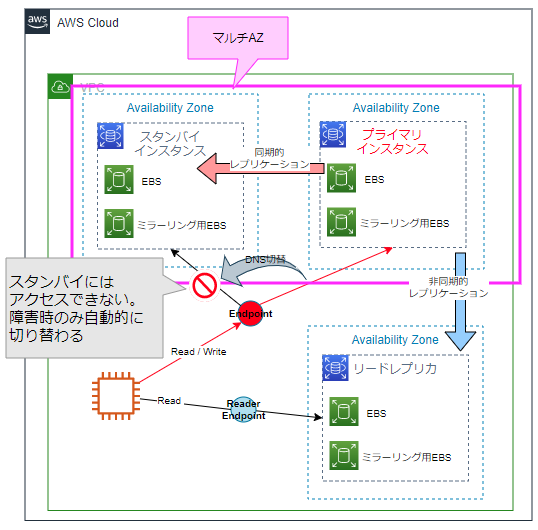 aws
AWS Cloud
マルチAZ
VPC
Availability Zone
スタンバイ
インスタンス
EBS
ミラーリング用EBS
同期的
レプリケーション
Availability Zone
プライマリ
インスタンス
EBS
ミラーリング用EBS
DNS切替
スタンバイには
アクセスできない。
障害時のみ自動的に
切り替わる
非同期的
レプリケーション
Endpoint
Read / Write
Read
Reader
Endpoint
Availability Zone
リードレプリカ
EBS
ミラーリング用EBS